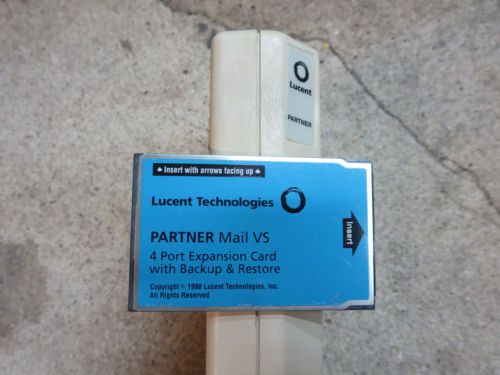 Lucent
PARTNER
♠ Insert with arrows facing up ♠
Lucent Technologies
PARTNER Mail VS
4 Port Expansion Card
with Backup & Restore
Copyright © 1998 Lucent Technologies, Inc.
All Rights Reserved
Insert